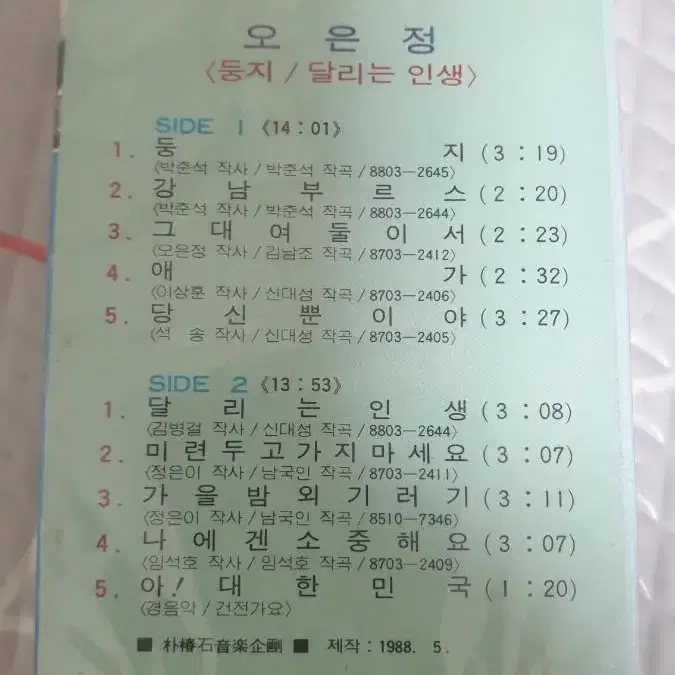 오 은 정
〈둥지 / 달리는 인생〉
SIDE 1 《14 : 01》
1. 둥 지 (3 : 19)
〈박춘석 작사 / 박춘석 작곡 / 8803—2645〉
2. 강 남 부 르 스 (2 : 20)
〈박춘석 작사 / 박춘석 작곡 / 8803—2644〉
3. 그 대 여 둘 이 서 (2 : 23)
〈오은정 작사 / 김남조 작곡 / 8703—2412〉
4. 애 가 (2 : 32)
〈이상훈 작사 / 신대성 작곡 / 8703—2406〉
5. 당 신 뿐 이 야 (3 : 27)
〈석 송 작사 / 신대성 작곡 / 8703—2405〉
SIDE 2 《13 : 53》
1. 달 리 는 인 생 (3 : 08)
〈김병걸 작사 / 신대성 작곡 / 8803—2644〉
2. 미 련 두 고 가 지 마 세 요 (3 : 07)
〈정은이 작사 / 남국인 작곡 / 8703—2411〉
3. 가 을 밤 외 기 러 기 (3 : 11)
〈정은이 작사 / 남국인 작곡 / 8510—7346〉
4. 나 에 겐 소 중 해 요 (3 : 07)
〈임석호 작사 / 임석호 작곡 / 8703—2409〉
5. 아! 대 한 민 국 (1 : 20)
〈경음악 / 건전가요〉
■ 朴椿石音楽企劃 ■ 제작 : 1988. 5.